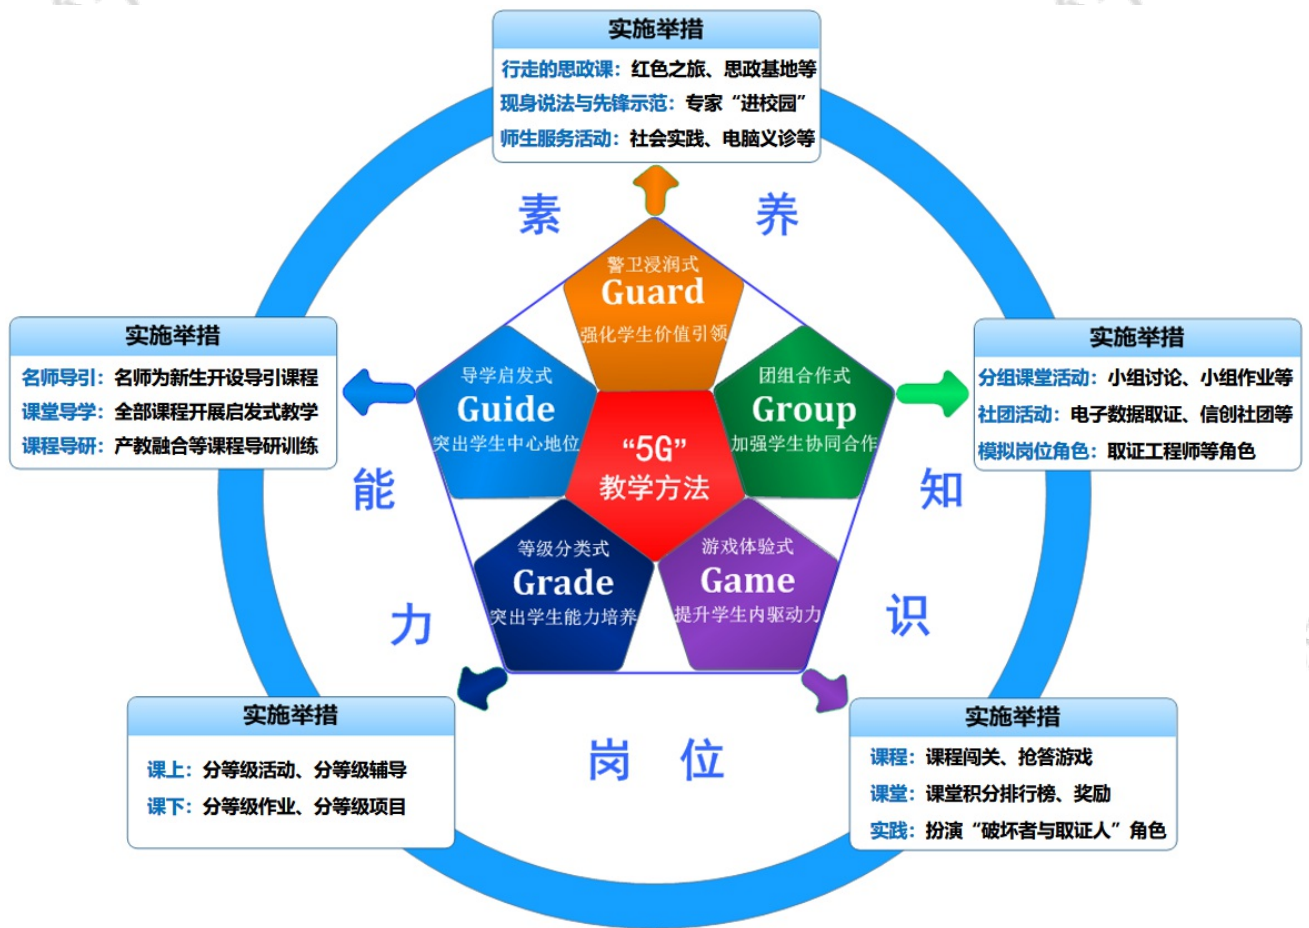 实施举措
行走的思政课：红色之旅、思政基地等
现身说法与先锋示范：专家“进校园”
师生服务活动：社会实践、电脑义诊等
素 养
警卫浸润式
Guard
强化学生价值引领
实施举措
名师导引：名师为新生开设导引课程
课堂导学：全部课程开展启发式教学
课程导研：产教融合等课程导研训练
导学启发式
Guide
突出学生中心地位
“5G”
教学方法
团组合作式
Group
加强学生协同合作
实施举措
分组课堂活动：小组讨论、小组作业等
社团活动：电子数据取证、信创社团等
模拟岗位角色：取证工程师等角色
能
力
知
识
等级分类式
Grade
突出学生能力培养
游戏体验式
Game
提升学生内驱动力
实施举措
课上：分等级活动、分等级辅导
课下：分等级作业、分等级项目
岗 位
实施举措
课程：课程闯关、抢答游戏
课堂：课堂积分排行榜、奖励
实践：扮演“破坏者与取证人”角色